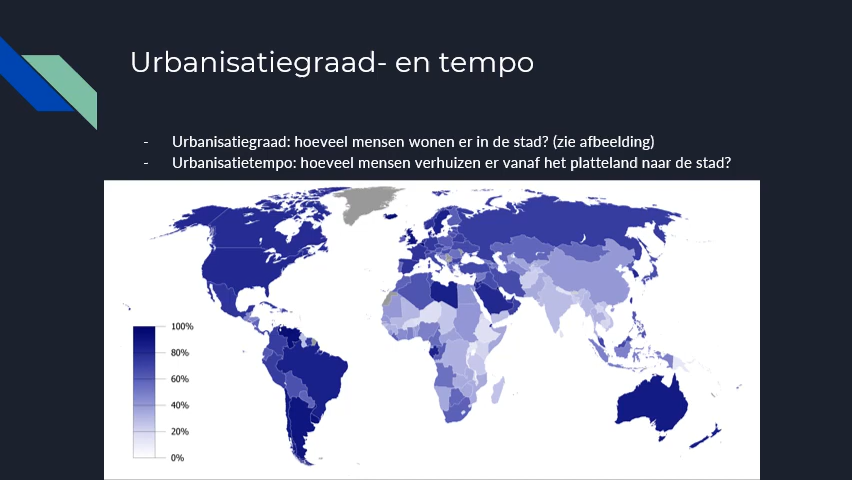 Urbanisatiegraad- en tempo
- Urbanisatiegraad: hoeveel mensen wonen er in de stad? (zie afbeelding)
- Urbanisatietempo: hoeveel mensen verhuizen er vanaf het platteland naar de stad?
100%
80%
60%
40%
20%
0%